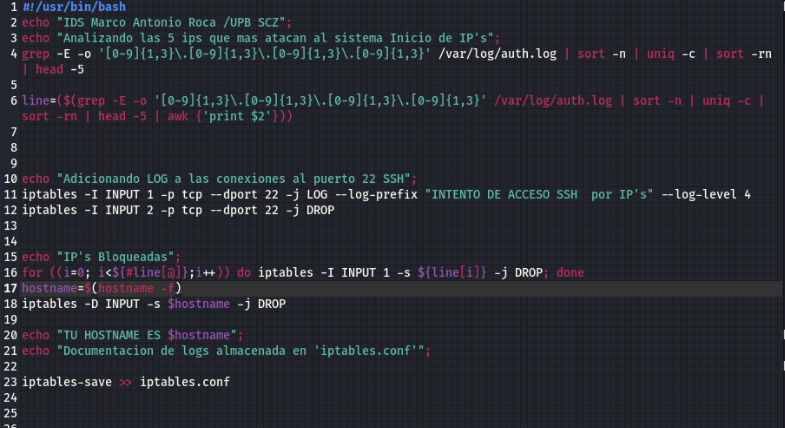 1 #!/usr/bin/bash
2 echo "IDS Marco Antonio Roca /UPB SCZ";
3 echo "Analizando las 5 ips que mas atacan al sistema Inicio de IP's";
4 grep -E -o '[0-9]{1,3}\.[0-9]{1,3}\.[0-9]{1,3}\.[0-9]{1,3}' /var/log/auth.log | sort -n | uniq -c | sort -rn
| head -5
5
6 line=($(grep -E -o '[0-9]{1,3}\.[0-9]{1,3}\.[0-9]{1,3}\.[0-9]{1,3}' /var/log/auth.log | sort -n | uniq -c |
sort -rn | head -5 | awk {'print $2'}))
7
8
9
10 echo "Adicionando LOG a las conexiones al puerto 22 SSH";
11 iptables -I INPUT 1 -p tcp --dport 22 -j LOG --log-prefix "INTENTO DE ACCESO SSH  por IP's" --log-level 4
12 iptables -I INPUT 2 -p tcp --dport 22 -j DROP
13
14
15 echo "IP's Bloqueadas";
16 for ((i=0; i<${#line[@]};i++)) do iptables -I INPUT 1 -s ${line[i]} -j DROP; done
17 hostname=$(hostname -f)
18 iptables -D INPUT -s $hostname -j DROP
19
20 echo "TU HOSTNAME ES $hostname";
21 echo "Documentacion de logs almacenada en 'iptables.conf'";
22
23 iptables-save >> iptables.conf
24
25
26